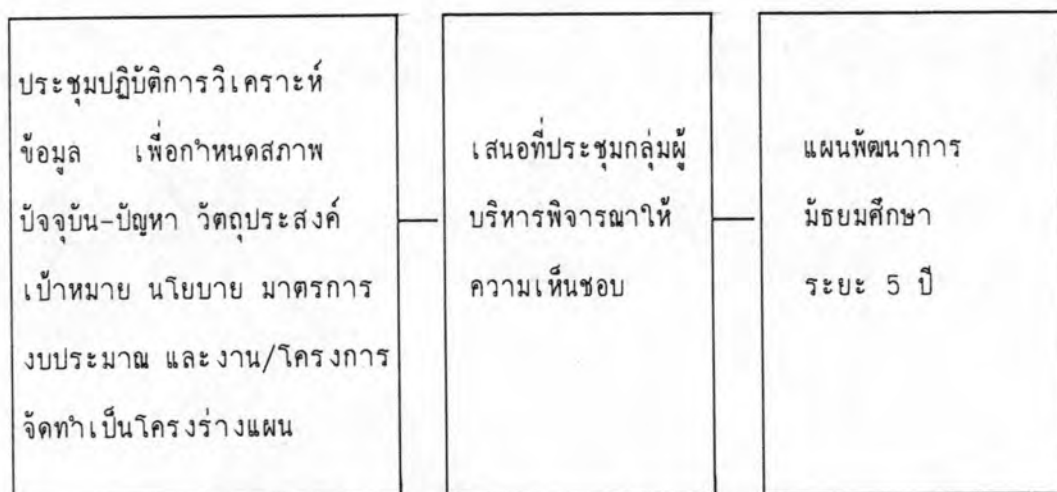 ประชุมปฏิบัติการวิเคราะห์
ข้อมูล เพื่อกำหนดสภาพ
ปัจจุบัน-ปัญหา วัตถุประสงค์
เป้าหมาย นโยบาย มาตรการ
งบประมาณ และงาน/โครงการ
จัดทำเป็นโครงร่างแผน
เสนอที่ประชุมกลุ่มผู้
บริหารพิจารณาให้
ความเห็นชอบ
แผนพัฒนาการ
มัธยมศึกษา
ระยะ 5 ปี